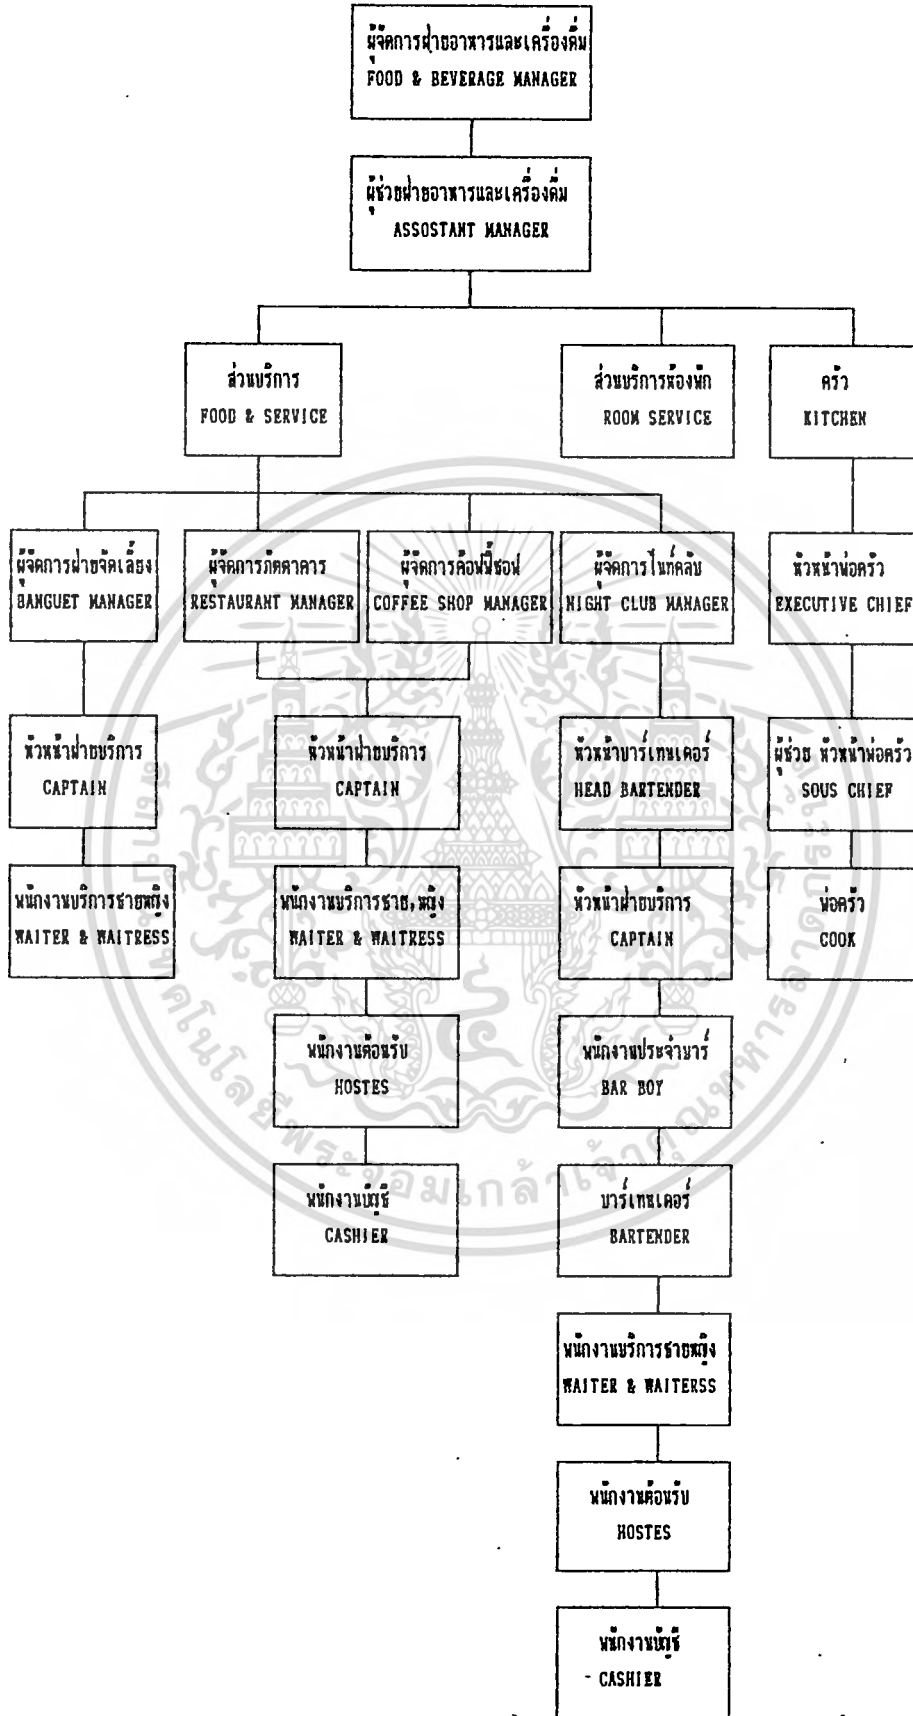 ผู้จัดการฝ่ายอาหารและเครื่องดื่ม
FOOD & BEVERAGE MANAGER
ผู้ช่วยฝ่ายอาหารและเครื่องดื่ม
ASSOSTANT MANAGER
ส่วนบริการ
FOOD & SERVICE
ส่วนบริการห้องพัก
ROOM SERVICE
ครัว
KITCHEN
ผู้จัดการฝ่ายจัดเลี้ยง
BANGUET MANAGER
ผู้จัดการภัตตาคาร
RESTAURANT MANAGER
ผู้จัดการค๊อฟฟี่ชอฟ
COFFEE SHOP MANAGER
ผู้จัดการไนท์คลับ
NIGHT CLUB MANAGER
หัวหน้าพ่อครัว
EXECUTIVE CHIEF
หัวหน้าฝ่ายบริการ
CAPTAIN
หัวหน้าฝ่ายบริการ
CAPTAIN
หัวหน้าบาร์เทนเดอร์
HEAD BARTENDER
ผู้ช่วย หัวหน้าพ่อครัว
SOUS CHIEF
พนักงานบริการชายหญิง
WAITER & WAITRESS
พนักงานบริการชาย,หญิง
WAITER & WAITRESS
หัวหน้าฝ่ายบริการ
CAPTAIN
พ่อครัว
COOK
พนักงานต้อนรับ
HOSTES
พนักงานประจำบาร์
BAR BOY
พนักงานบัญชี
CASHIER
บาร์เทนเดอร์
BARTENDER
พนักงานบริการชายหญิง
WAITER & WAITERSS
พนักงานต้อนรับ
HOSTES
พนักงานบัญชี
- CASHIER